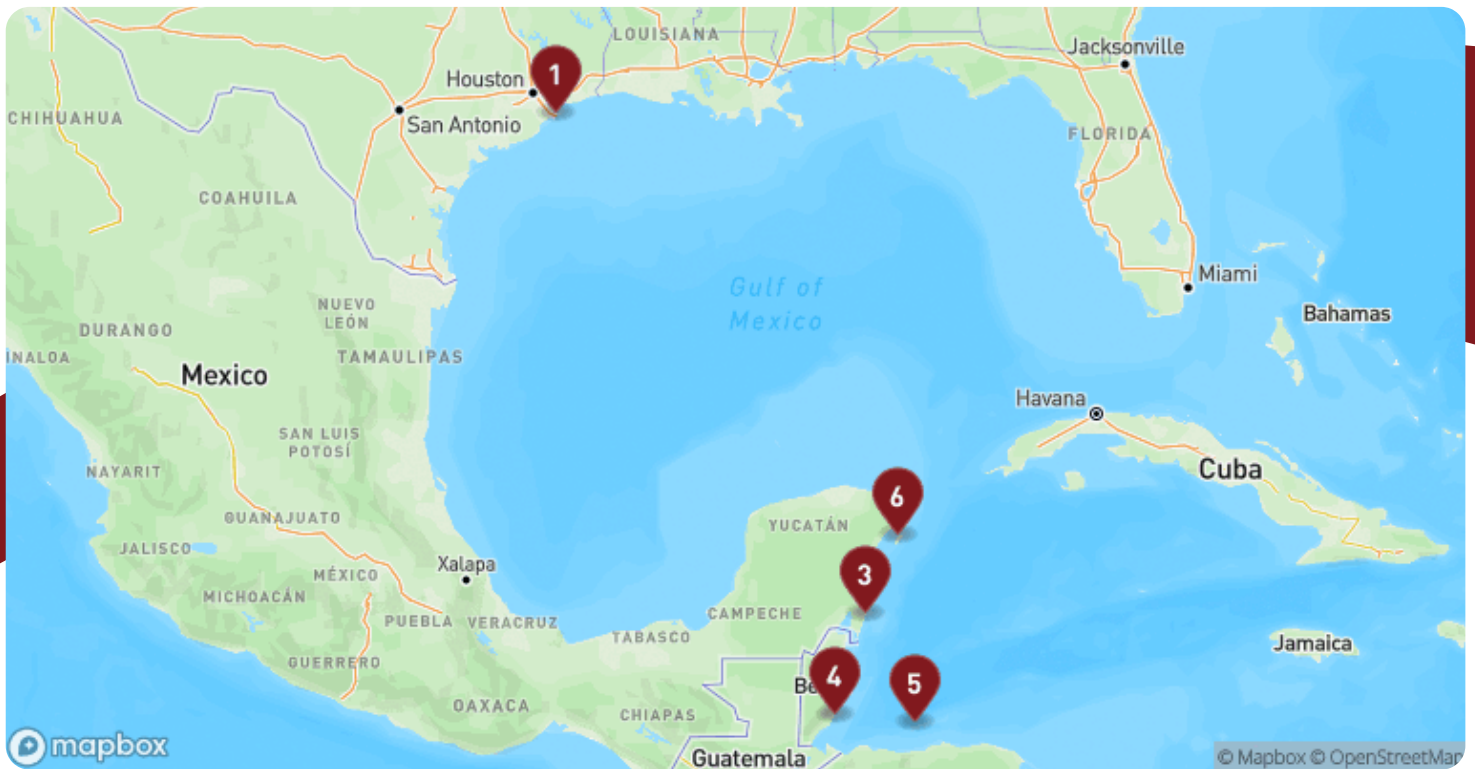 LOUISIANA
Jacksonville
Houston
1
San Antonio
CHIHUAHUA
FLORIDA
COAHUILA
Miami
Gulf of
Mexico
NUEVO
LEÓN
Bahamas
DURANGO
INALOA
TAMAULIPAS
Mexico
Havana
SAN LUIS
POTOSÍ
NAYARIT
Cuba
6
GUANAJUATO
YUCATÁN
JALISCO
Xalapa
MÉXICO
3
MICHOACÁN
PUEBLA
VERACRUZ
CAMPECHE
TABASCO
Jamaica
GUERRERO
Be
4
5
OAXACA
CHIAPAS
mapbox
Guatemala
© Mapbox © OpenStreetMap